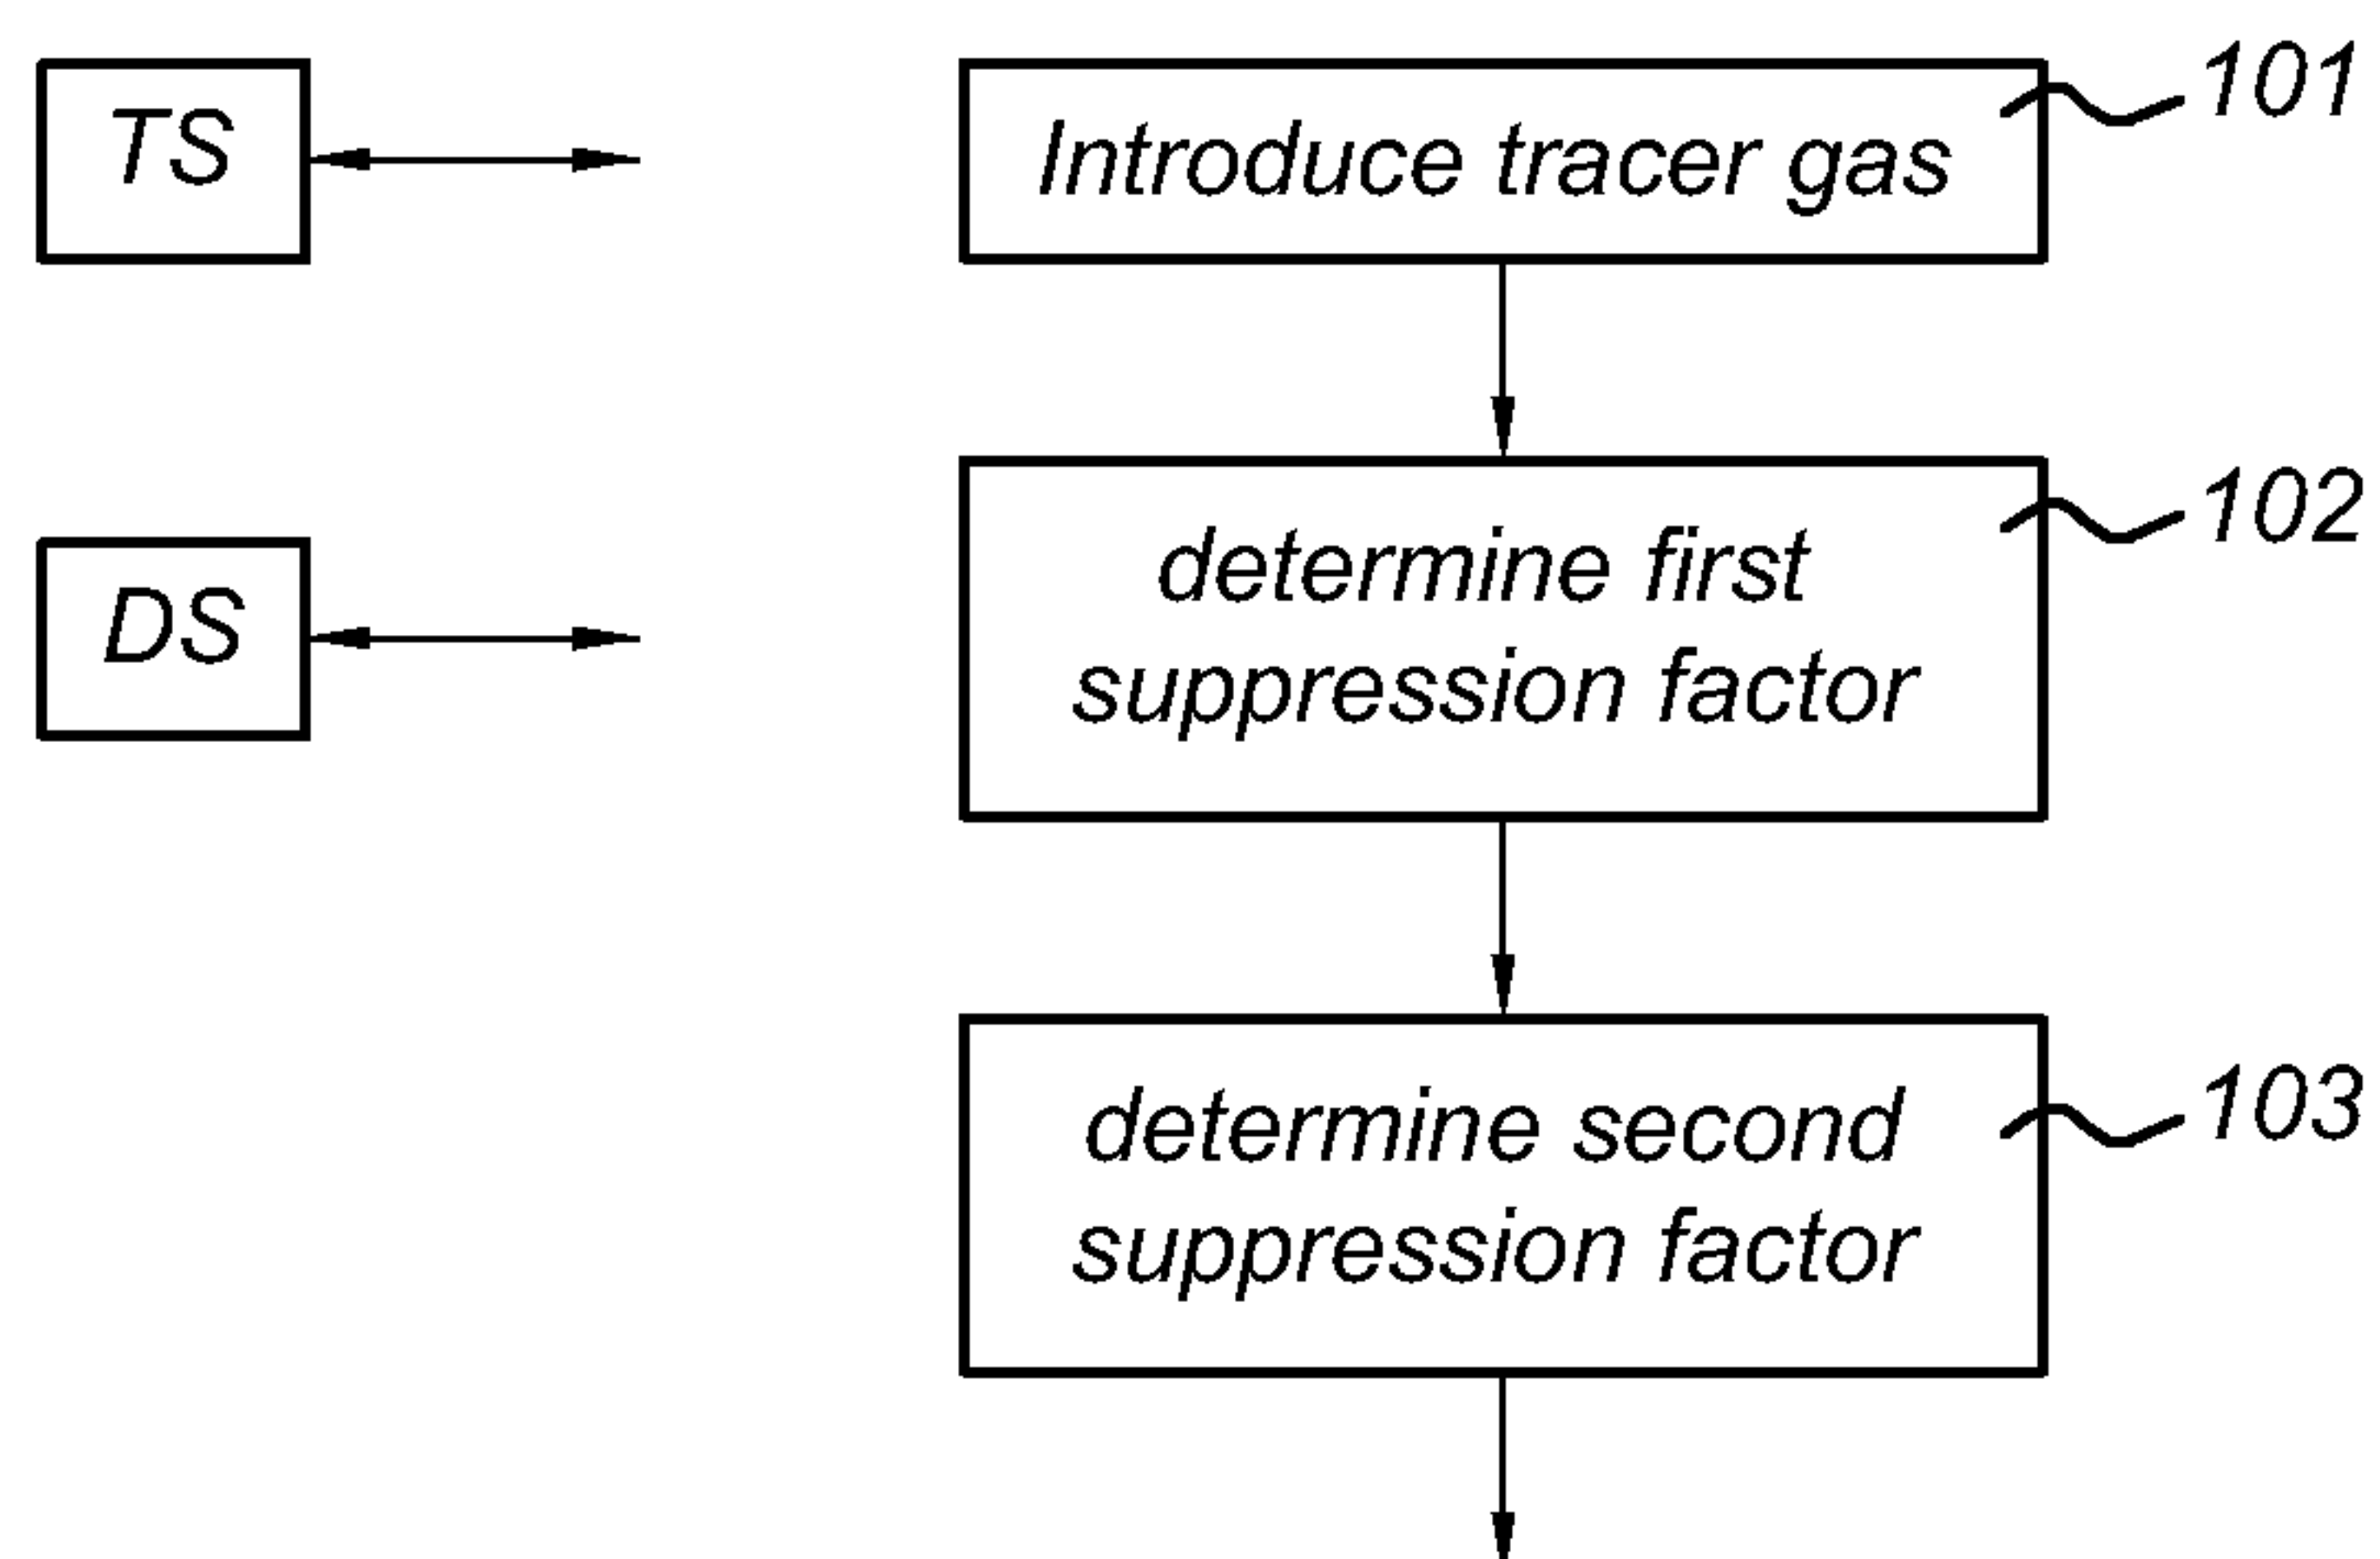 TS
Introduce tracer gas
101
DS
determine first
suppression factor
102
determine second
suppression factor
103